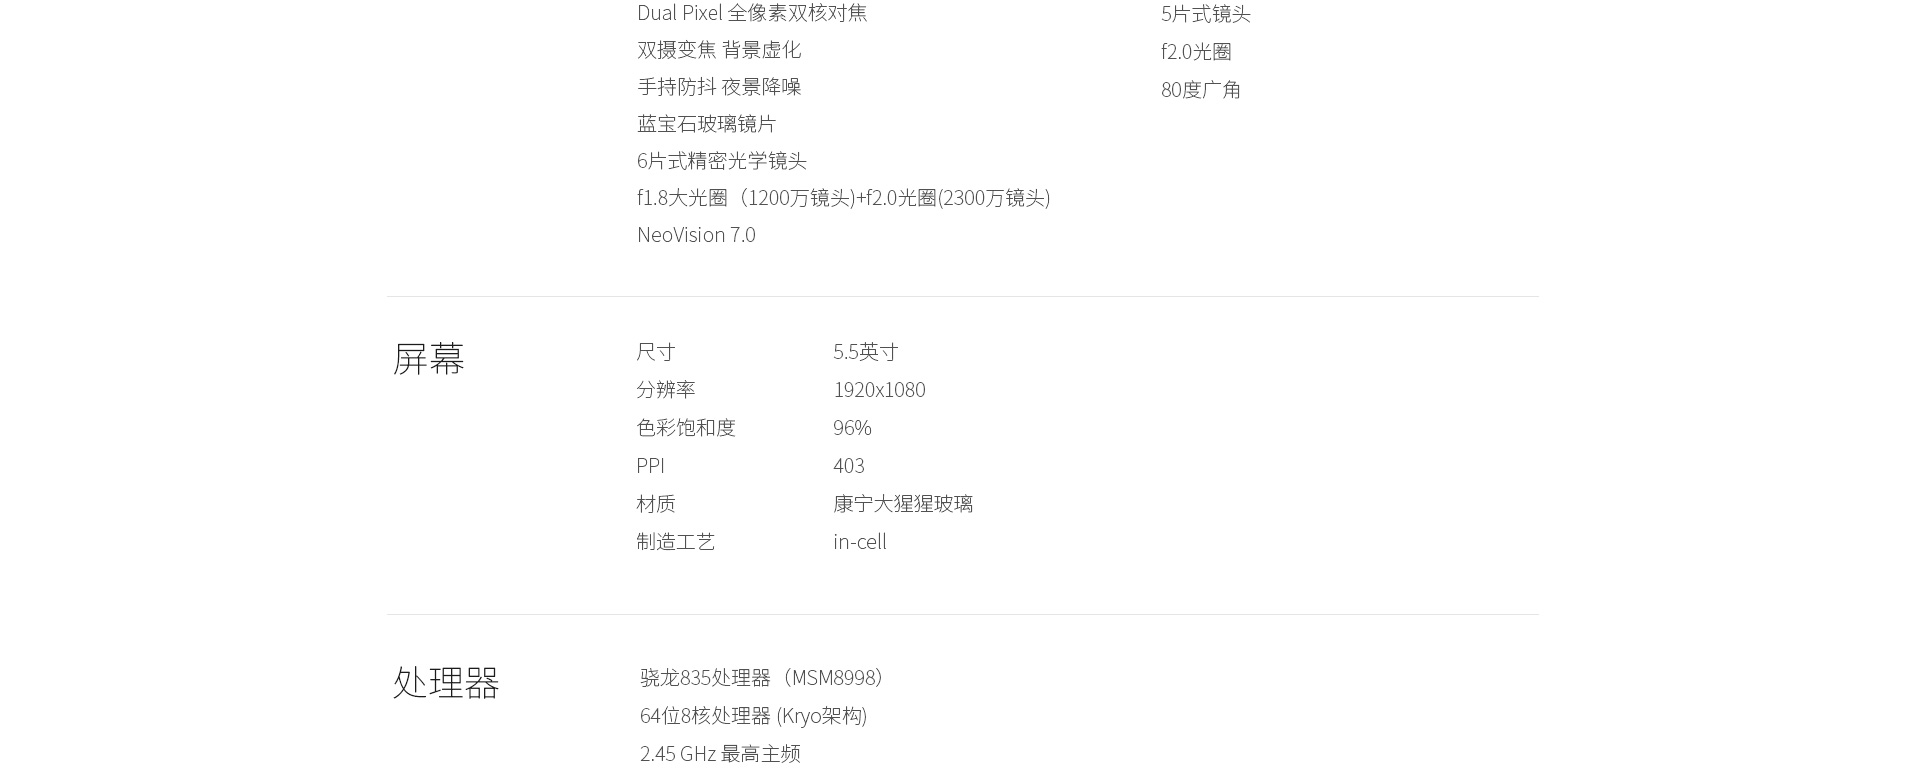 Dual Pixel 全像素双核对焦
双摄变焦 背景虚化
手持防抖 夜景降噪
蓝宝石玻璃镜片
6片式精密光学镜头
f1.8大光圈（1200万镜头)+f2.0光圈(2300万镜头)
NeoVision 7.0
5片式镜头
f2.0光圈
80度广角
屏幕
尺寸 5.5英寸
分辨率 1920x1080
色彩饱和度 96%
PPI 403
材质 康宁大猩猩玻璃
制造工艺 in-cell
处理器
骁龙835处理器（MSM8998）
64位8核处理器 (Kryo架构)
2.45 GHz 最高主频